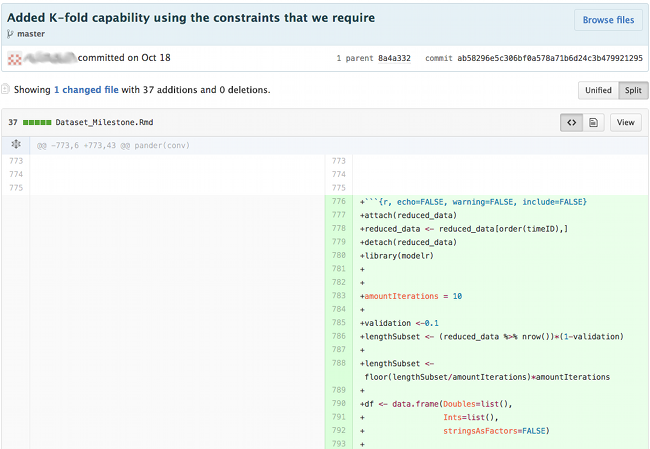 Added K-fold capability using the constraints that we require
Browse files
master
committed on Oct 18
1 parent 8a4a332 commit ab58296e5c306bf0a578a71b6d24c3b479921295
Showing 1 changed file with 37 additions and 0 deletions.
Unified Split
37 Dataset_Milestone.Rmd
<> View
@@ -773,6 +773,43 @@ pander(conv)
773 773
774 774
775 775
776 +```{r, echo=FALSE, warning=FALSE, include=FALSE}
777 +attach(reduced_data)
778 +reduced_data <- reduced_data[order(timeID),]
779 +detach(reduced_data)
780 +library(modelr)
781 +
782 +
783 +amountIterations = 10
784 +
785 +validation <-0.1
786 +lengthSubset <- (reduced_data %>% nrow())*(1-validation)
787 +
788 +lengthSubset <-
floor(lengthSubset/amountIterations)*amountIterations
789 +
790 +df <- data.frame(Doubles=list(),
791 + Ints=list(),
792 + stringsAsFactors=FALSE)
793 +